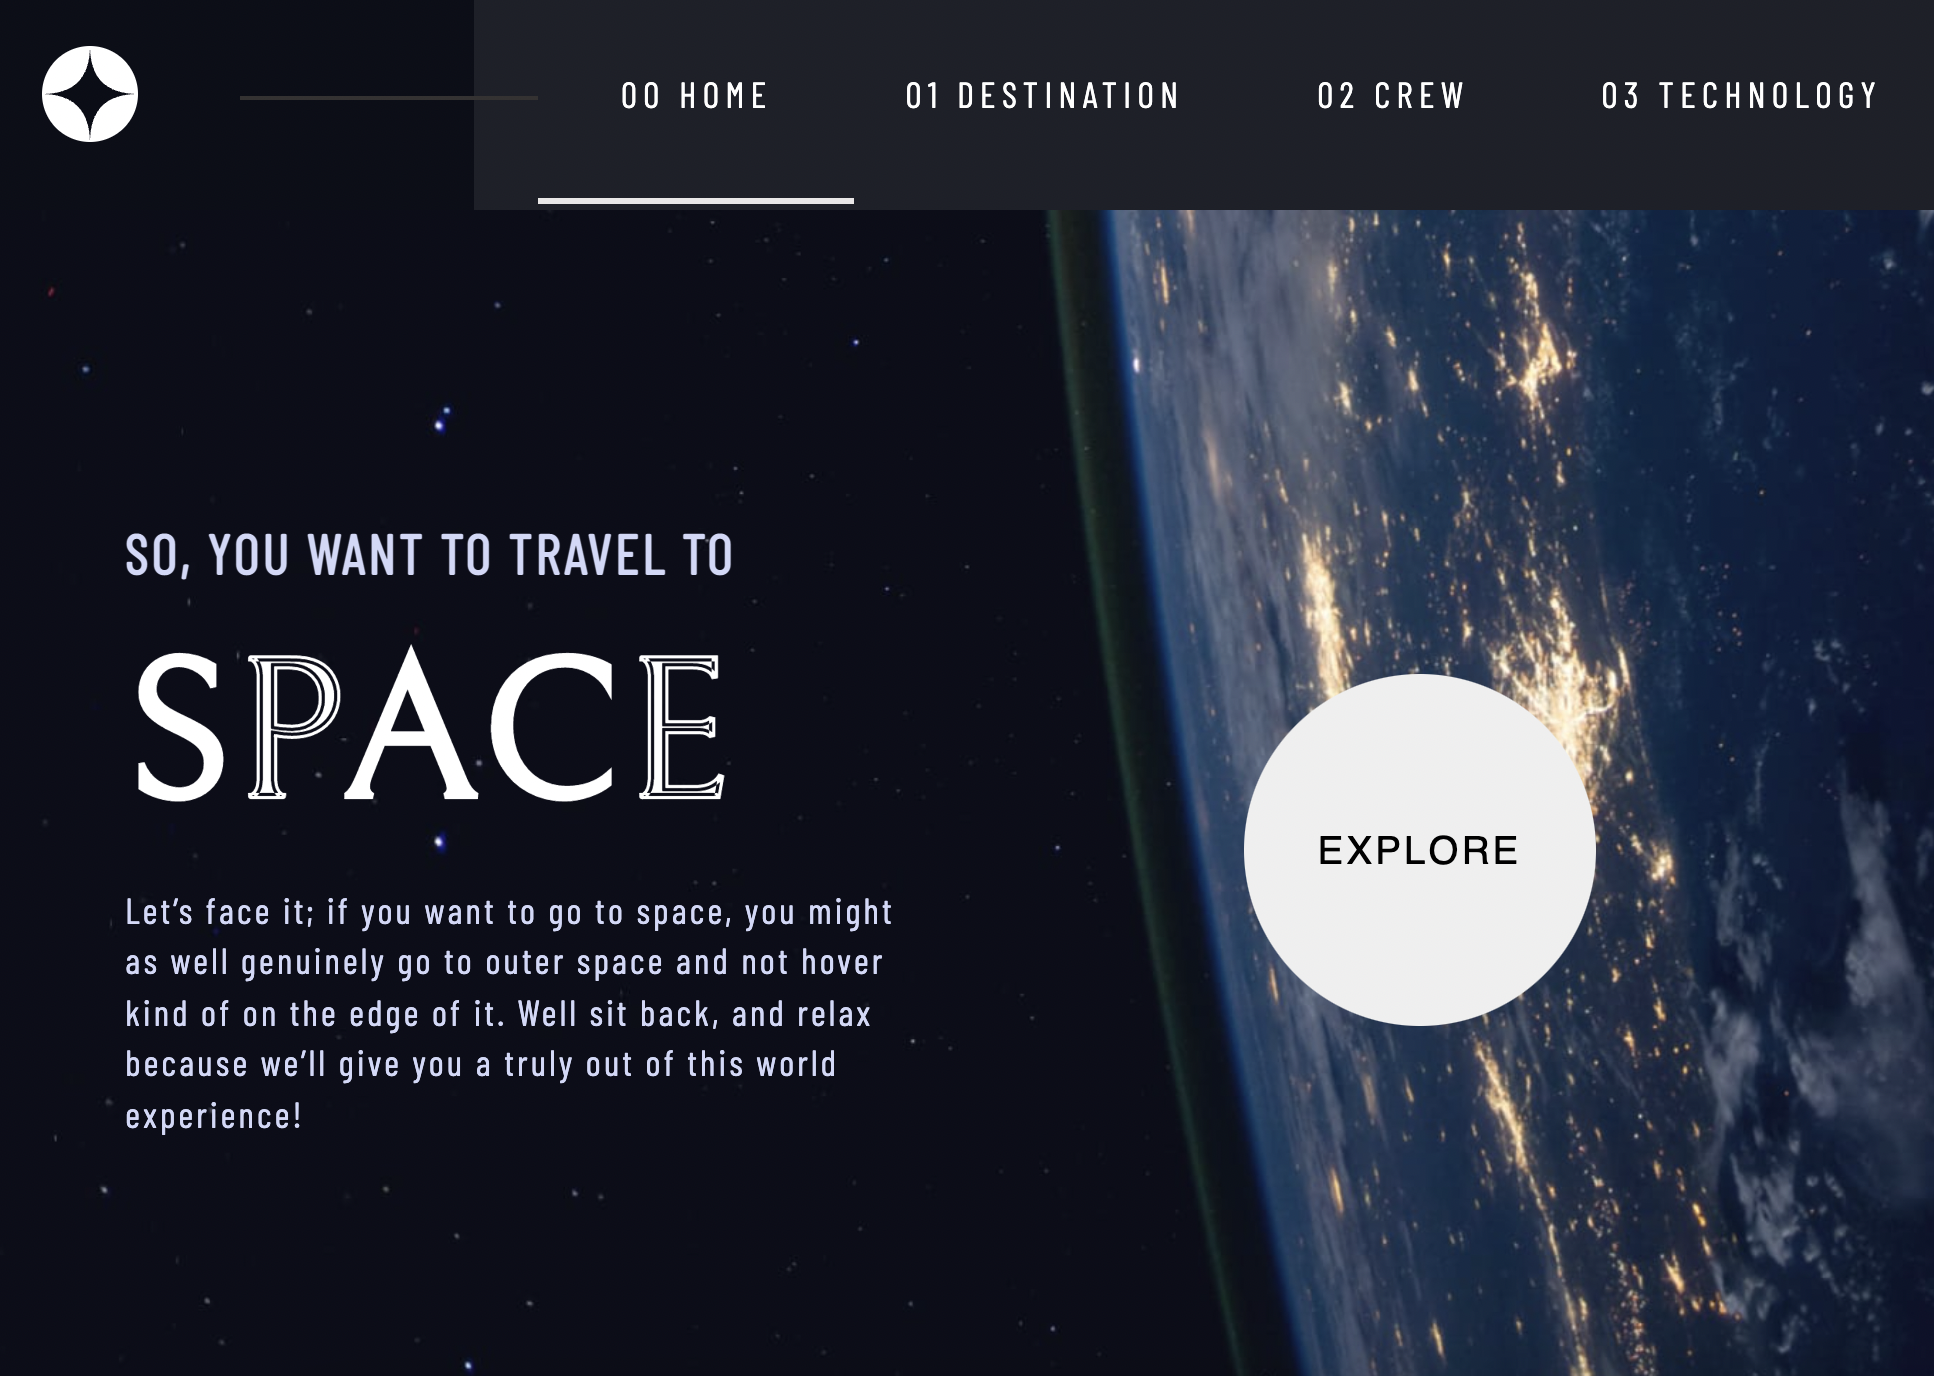 00 HOME
01 DESTINATION
02 CREW
03 TECHNOLOGY
SO, YOU WANT TO TRAVEL TO
SPACE
Let’s face it; if you want to go to space, you might
as well genuinely go to outer space and not hover
kind of on the edge of it. Well sit back, and relax
because we’ll give you a truly out of this world
experience!
EXPLORE